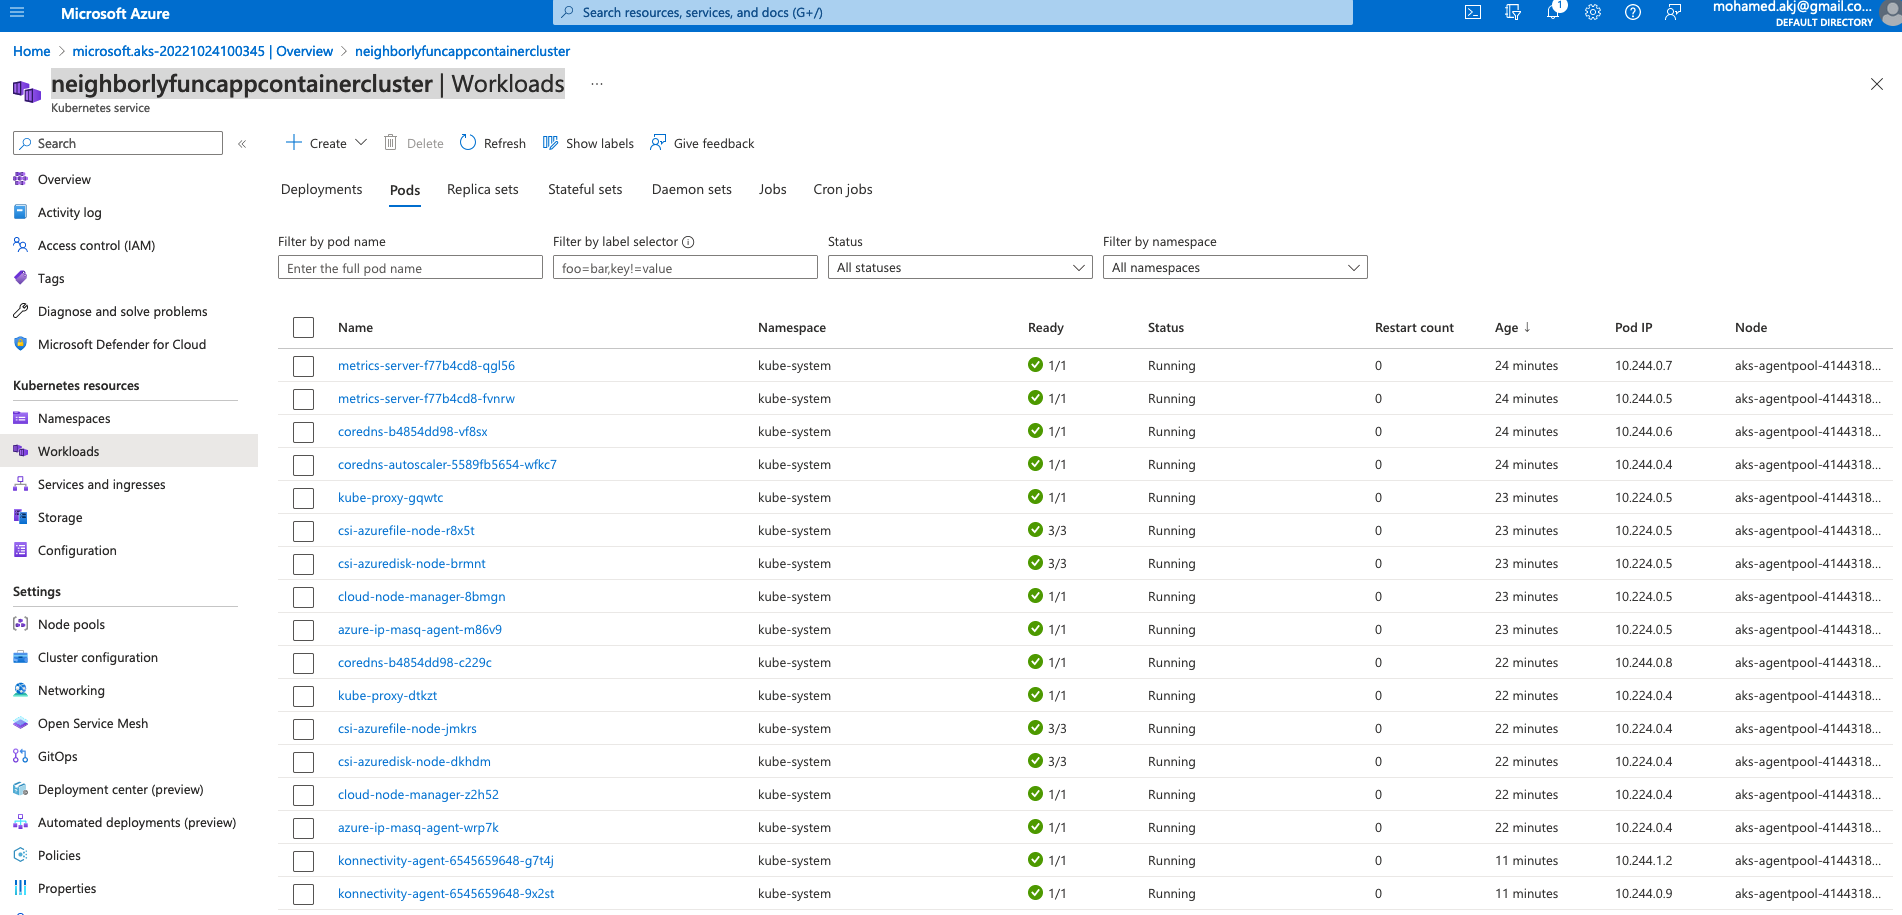 Microsoft Azure
Search resources, services, and docs (G+/)
1
mohamed.akj@gmail.co...
DEFAULT DIRECTORY
Home > microsoft.aks-20221024100345 | Overview > neighborlyfuncappcontainercluster
neighborlyfuncappcontainercluster | Workloads ...
Kubernetes service
Search
«
Overview
Activity log
Access control (IAM)
Tags
Diagnose and solve problems
Microsoft Defender for Cloud
Kubernetes resources
Namespaces
Workloads
Services and ingresses
Storage
Configuration
Settings
Node pools
Cluster configuration
Networking
Open Service Mesh
GitOps
Deployment center (preview)
Automated deployments (preview)
Policies
Properties
Create Delete Refresh Show labels Give feedback
Deployments Pods Replica sets Stateful sets Daemon sets Jobs Cron jobs
Filter by pod name Filter by label selector Status Filter by namespace
Enter the full pod name foo=bar,key!=value All statuses All namespaces
Name Namespace Ready Status Restart count Age ↓ Pod IP Node
metrics-server-f77b4cd8-qgl56 kube-system 1/1 Running 0 24 minutes 10.244.0.7 aks-agentpool-4144318...
metrics-server-f77b4cd8-fvnrw kube-system 1/1 Running 0 24 minutes 10.244.0.5 aks-agentpool-4144318...
coredns-b4854dd98-vf8sx kube-system 1/1 Running 0 24 minutes 10.244.0.6 aks-agentpool-4144318...
coredns-autoscaler-5589fb5654-wfkc7 kube-system 1/1 Running 0 24 minutes 10.244.0.4 aks-agentpool-4144318...
kube-proxy-gqwtc kube-system 1/1 Running 0 23 minutes 10.224.0.5 aks-agentpool-4144318...
csi-azurefile-node-r8x5t kube-system 3/3 Running 0 23 minutes 10.224.0.5 aks-agentpool-4144318...
csi-azuredisk-node-brmnt kube-system 3/3 Running 0 23 minutes 10.224.0.5 aks-agentpool-4144318...
cloud-node-manager-8bmgn kube-system 1/1 Running 0 23 minutes 10.224.0.5 aks-agentpool-4144318...
azure-ip-masq-agent-m86v9 kube-system 1/1 Running 0 23 minutes 10.224.0.5 aks-agentpool-4144318...
coredns-b4854dd98-c229c kube-system 1/1 Running 0 22 minutes 10.244.0.8 aks-agentpool-4144318...
kube-proxy-dtkzt kube-system 1/1 Running 0 22 minutes 10.224.0.4 aks-agentpool-4144318...
csi-azurefile-node-jmkrs kube-system 3/3 Running 0 22 minutes 10.224.0.4 aks-agentpool-4144318...
csi-azuredisk-node-dkhdm kube-system 3/3 Running 0 22 minutes 10.224.0.4 aks-agentpool-4144318...
cloud-node-manager-z2h52 kube-system 1/1 Running 0 22 minutes 10.224.0.4 aks-agentpool-4144318...
azure-ip-masq-agent-wrp7k kube-system 1/1 Running 0 22 minutes 10.224.0.4 aks-agentpool-4144318...
konnectivity-agent-6545659648-g7t4j kube-system 1/1 Running 0 11 minutes 10.244.1.2 aks-agentpool-4144318...
konnectivity-agent-6545659648-9x2st kube-system 1/1 Running 0 11 minutes 10.244.0.9 aks-agentpool-4144318...